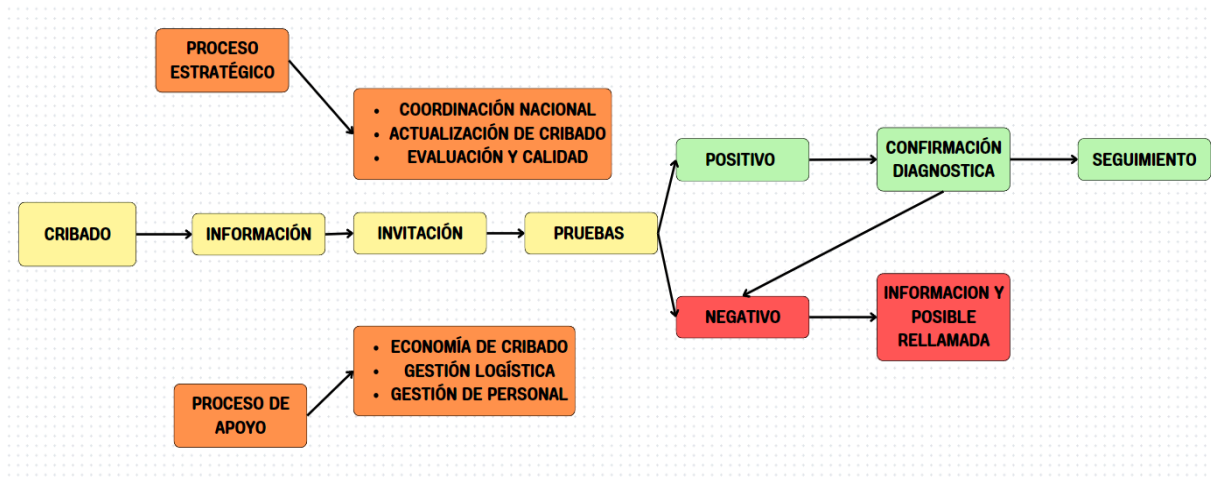 PROCESO
ESTRATÉGICO
• COORDINACIÓN NACIONAL
• ACTUALIZACIÓN DE CRIBADO
• EVALUACIÓN Y CALIDAD
CRIBADO
INFORMACIÓN
INVITACIÓN
PRUEBAS
POSITIVO
CONFIRMACIÓN
DIAGNOSTICA
SEGUIMIENTO
NEGATIVO
INFORMACION Y
POSIBLE
RELLAMADA
PROCESO DE
APOYO
• ECONOMÍA DE CRIBADO
• GESTIÓN LOGÍSTICA
• GESTIÓN DE PERSONAL